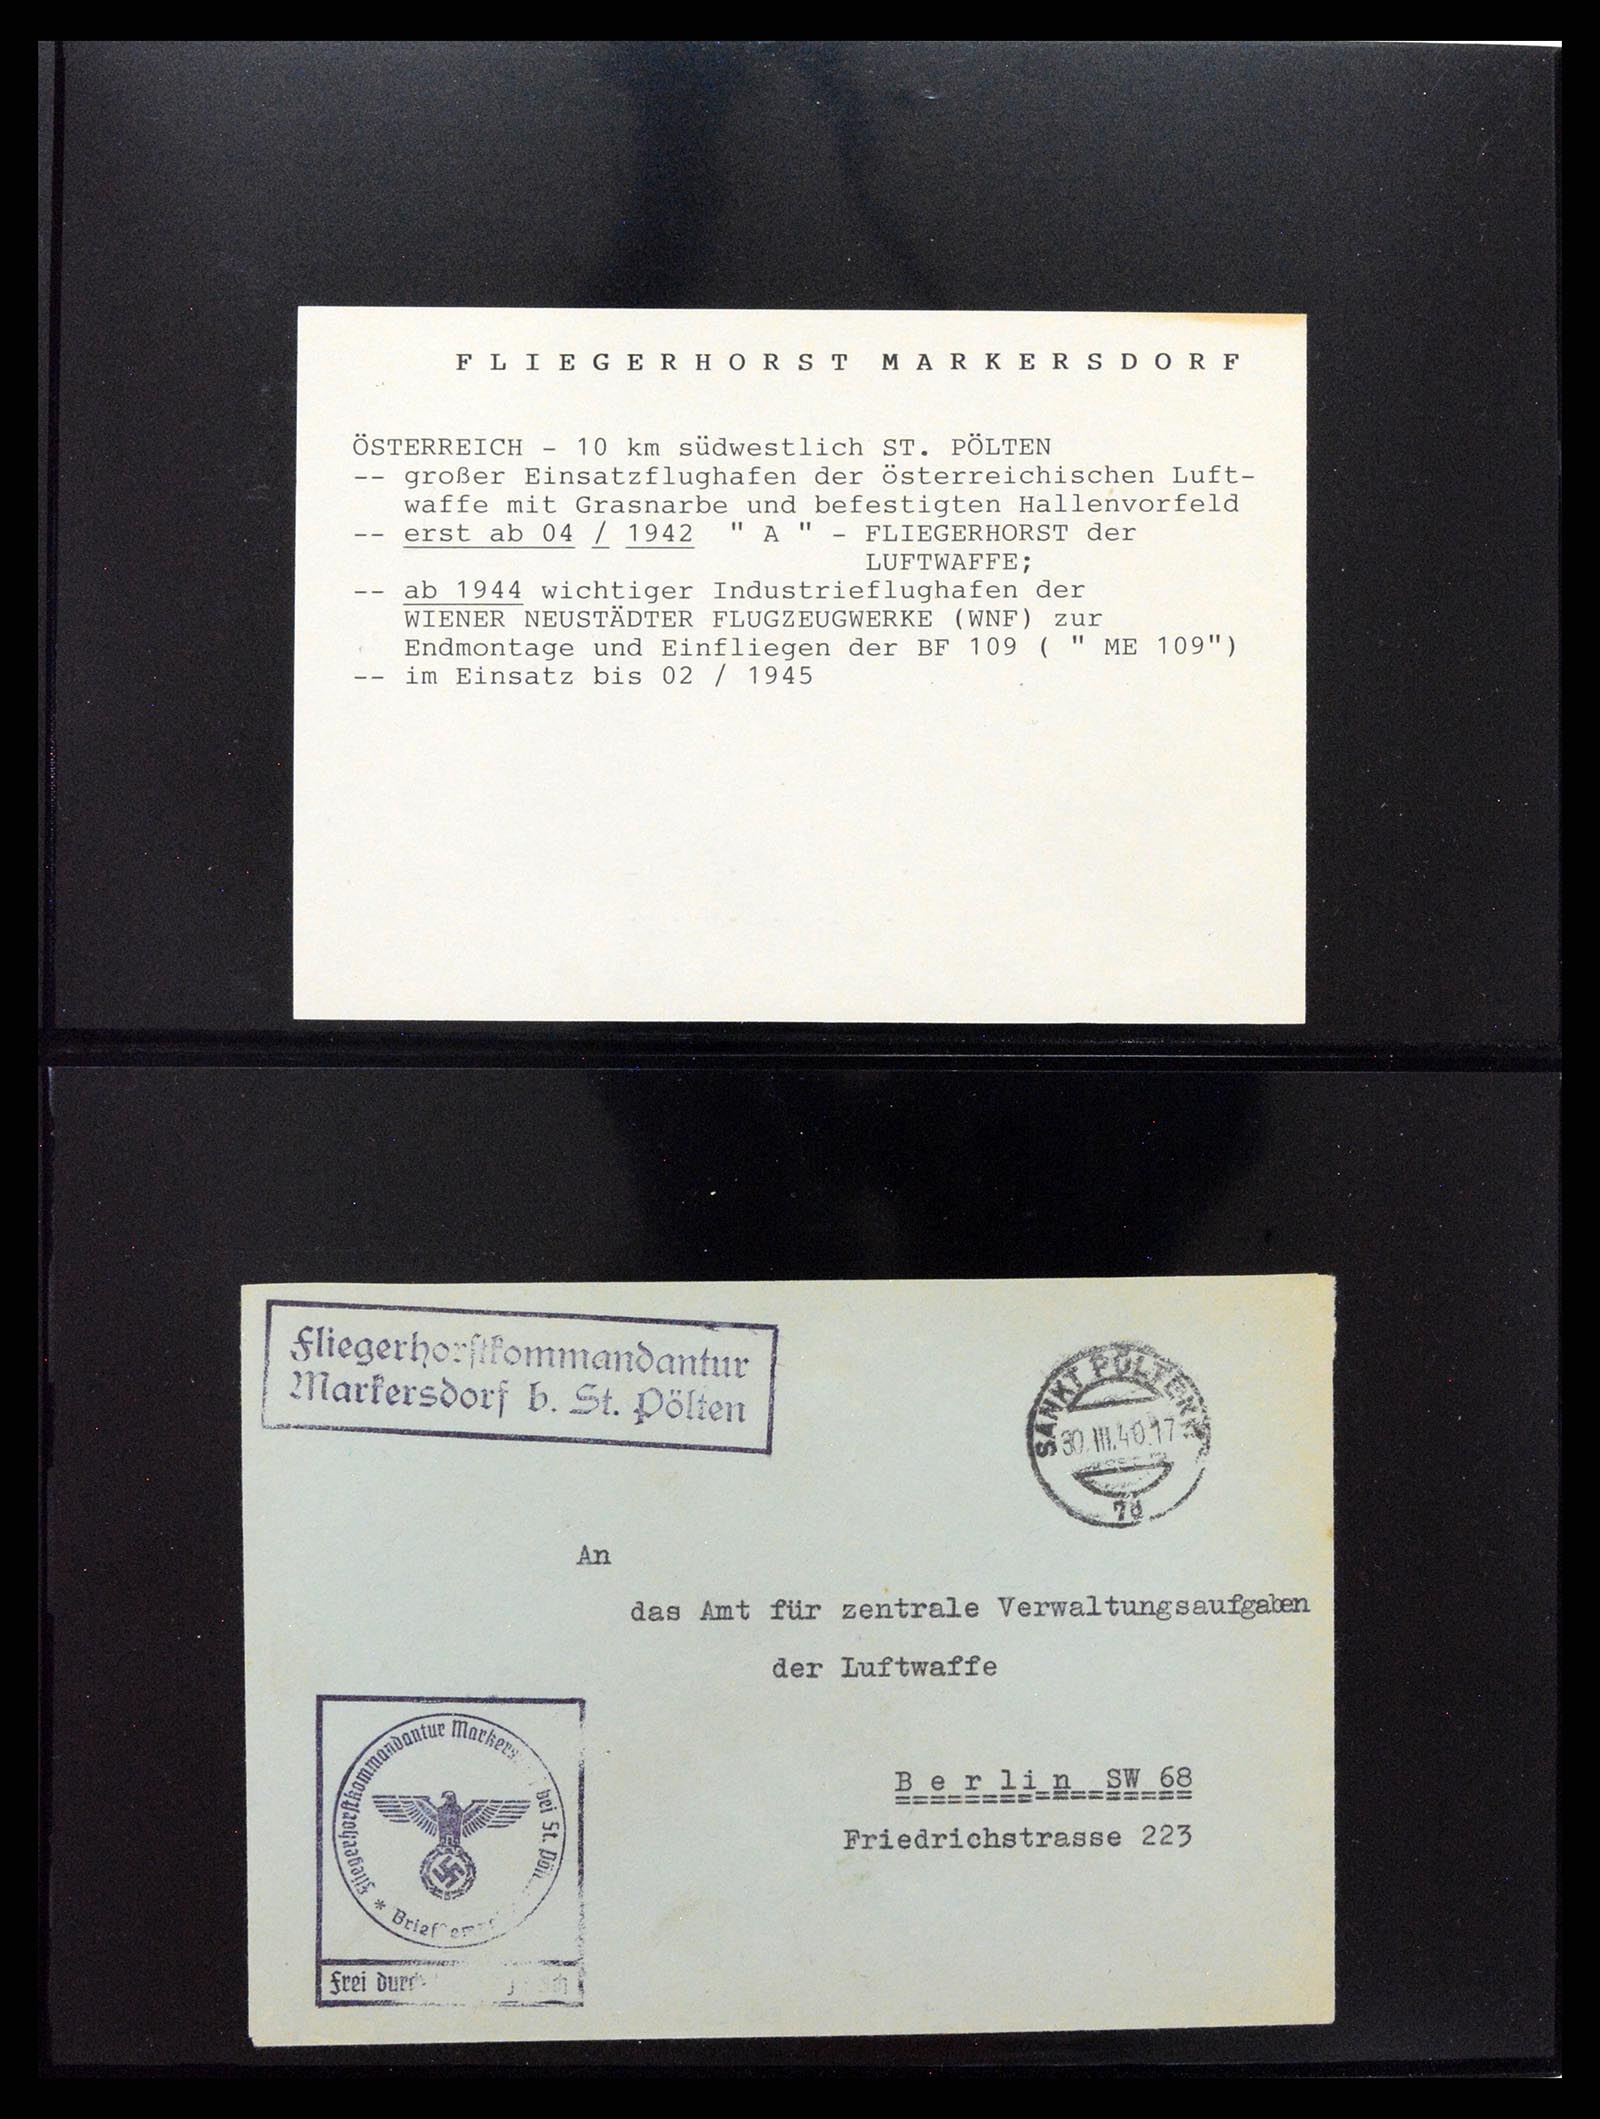 FLIEGERHORST MARKERSDORF
ÖSTERREICH - 10 km südwestlich ST. PÖLTEN
-- großer Einsatzflughafen der österreichischen Luft-
waffe mit Grasnarbe und befestigten Hallenvorfeld
-- erst ab 04 / 1942 " A " - FLIEGERHORST der
LUFTWAFFE;
-- ab 1944 wichtiger Industrieflughafen der
WIENER NEUSTÄDTER FLUGZEUGWERKE (WNF) zur
Endmontage und Einfliegen der BF 109 ( " ME 109")
-- im Einsatz bis 02 / 1945
Fliegerhorstkommandantur
Markersdorf b. St. Pölten
SANKT PÖLTEN
30.III.40.17
7d
An
das Amt für zentrale Verwaltungsaufgaben
der Luftwaffe
Berlin SW 68
Friedrichstrasse 223
Fliegerhorstkommandantur bei St.
*
Frei